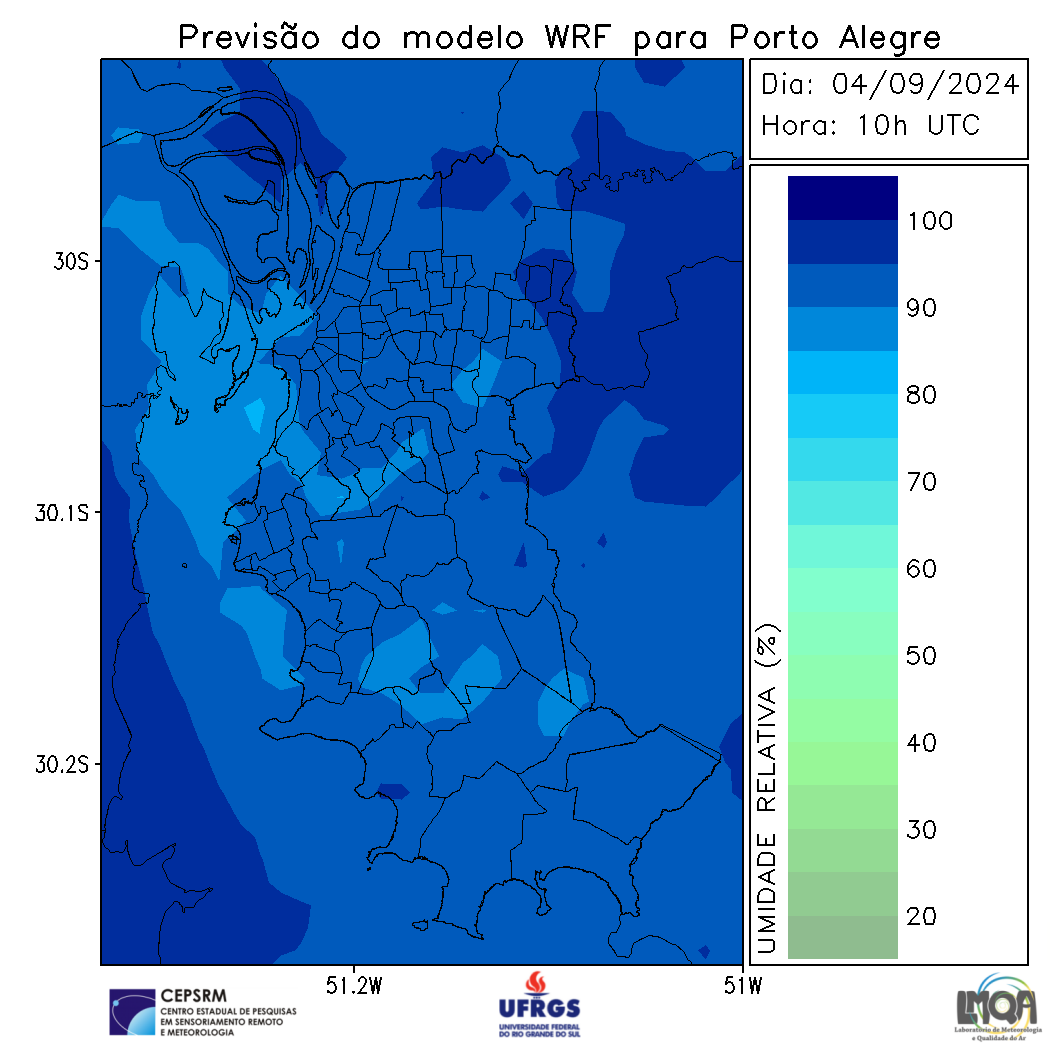 Previsão do modelo WRF para Porto Alegre
Dia: 04/09/2024
Hora: 10h UTC
30S
30.1S
30.2S
51.2W
51W
100
90
80
70
60
50
40
30
20
UMIDADE RELATIVA (%)
CEPSRM
CENTRO ESTADUAL DE PESQUISAS
EM SENSORIAMENTO REMOTO
E METEOROLOGIA
UFRGS
UNIVERSIDADE FEDERAL
DO RIO GRANDE DO SUL
LMQA
Laboratório de Meteorologia
e Qualidade do Ar